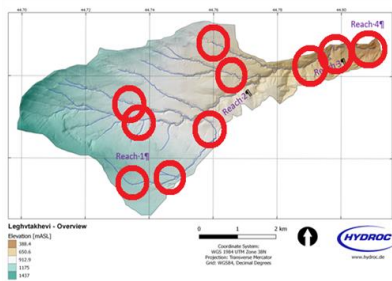 44.70 44.72 44.74 44.76 44.78 44.80
Reach·4¶
Reach·2¶
Reach·1¶
Leghvtakhevi - Overview
Elevation [mASL]
388.4
650.6
912.9
1175
1437
0 1 2 km
Coordinate System:
WGS 1984 UTM Zone 38N
Projection: Transverse Mercator
Grid: WGS84, Decimal Degrees
HYDROC
www.hydroc.de